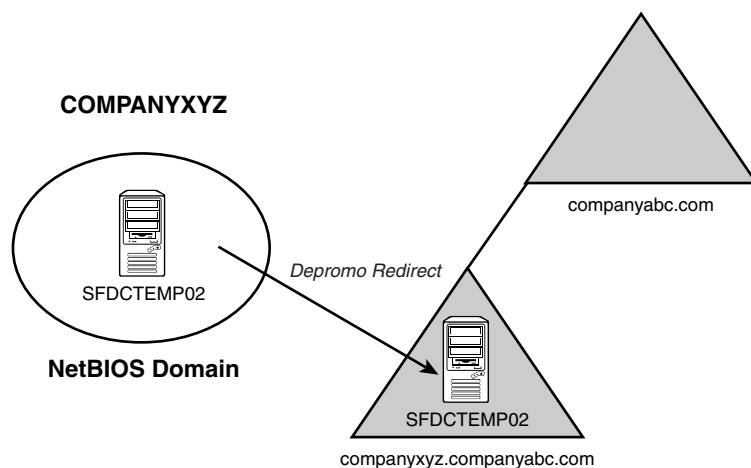 COMPANYXYZ
SFDCTEMP02
NetBIOS Domain
Depromo Redirect
companyabc.com
SFDCTEMP02
companyxyz.companyabc.com